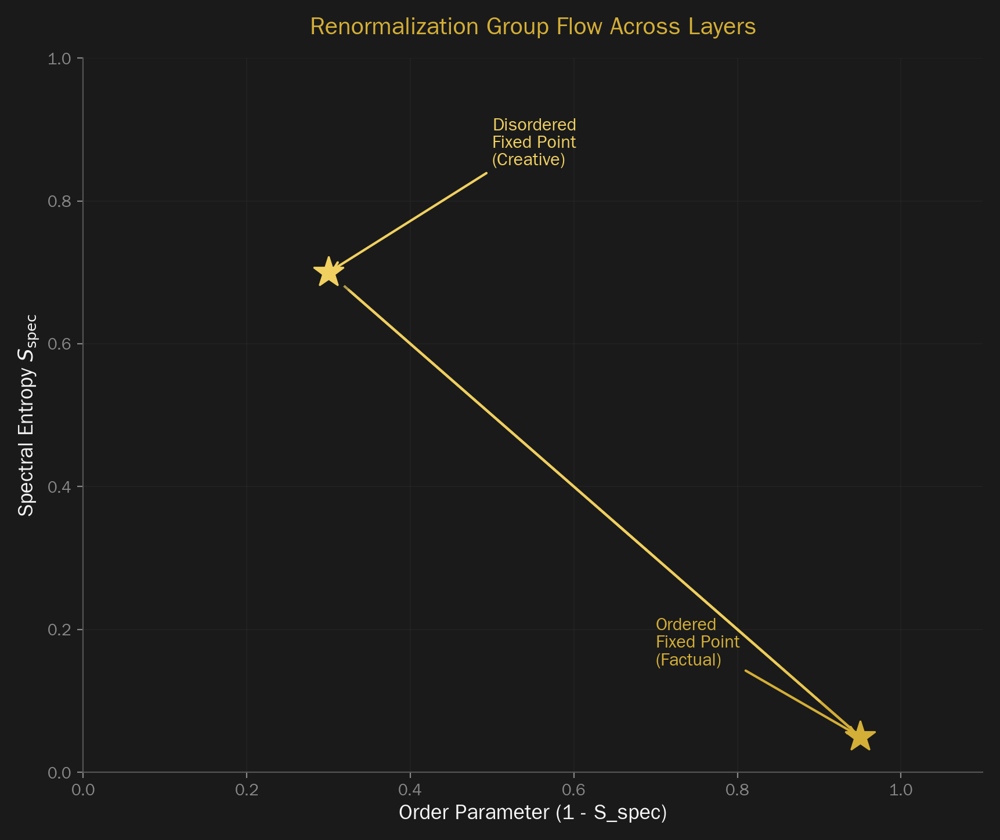 Renormalization Group Flow Across Layers
1.0
0.8
0.6
0.4
0.2
0.0
Spectral Entropy S_spec
Disordered
Fixed Point
(Creative)
Ordered
Fixed Point
(Factual)
0.0
0.2
0.4
0.6
0.8
1.0
Order Parameter (1 - S_spec)